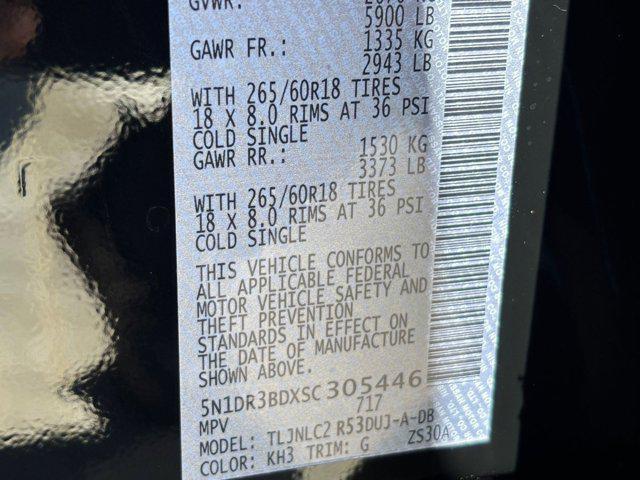 GVWR:
5900 LB
GAWR FR.: 1335 KG
2943 LB
WITH 265/60R18 TIRES
18 X 8.0 RIMS AT 36 PSI
COLD SINGLE
GAWR RR.: 1530 KG
3373 LB
WITH 265/60R18 TIRES
18 X 8.0 RIMS AT 36 PSI
COLD SINGLE
THIS VEHICLE CONFORMS TO
ALL APPLICABLE FEDERAL
MOTOR VEHICLE SAFETY AND
THEFT PREVENTION
STANDARDS IN EFFECT ON
THE DATE OF MANUFACTURE
SHOWN ABOVE.
5N1DR3BDXSC 305446
MPV 717
MODEL: TLJNLC2 R53DUJ-A-DB
COLOR: KH3 TRIM: G ZS30A